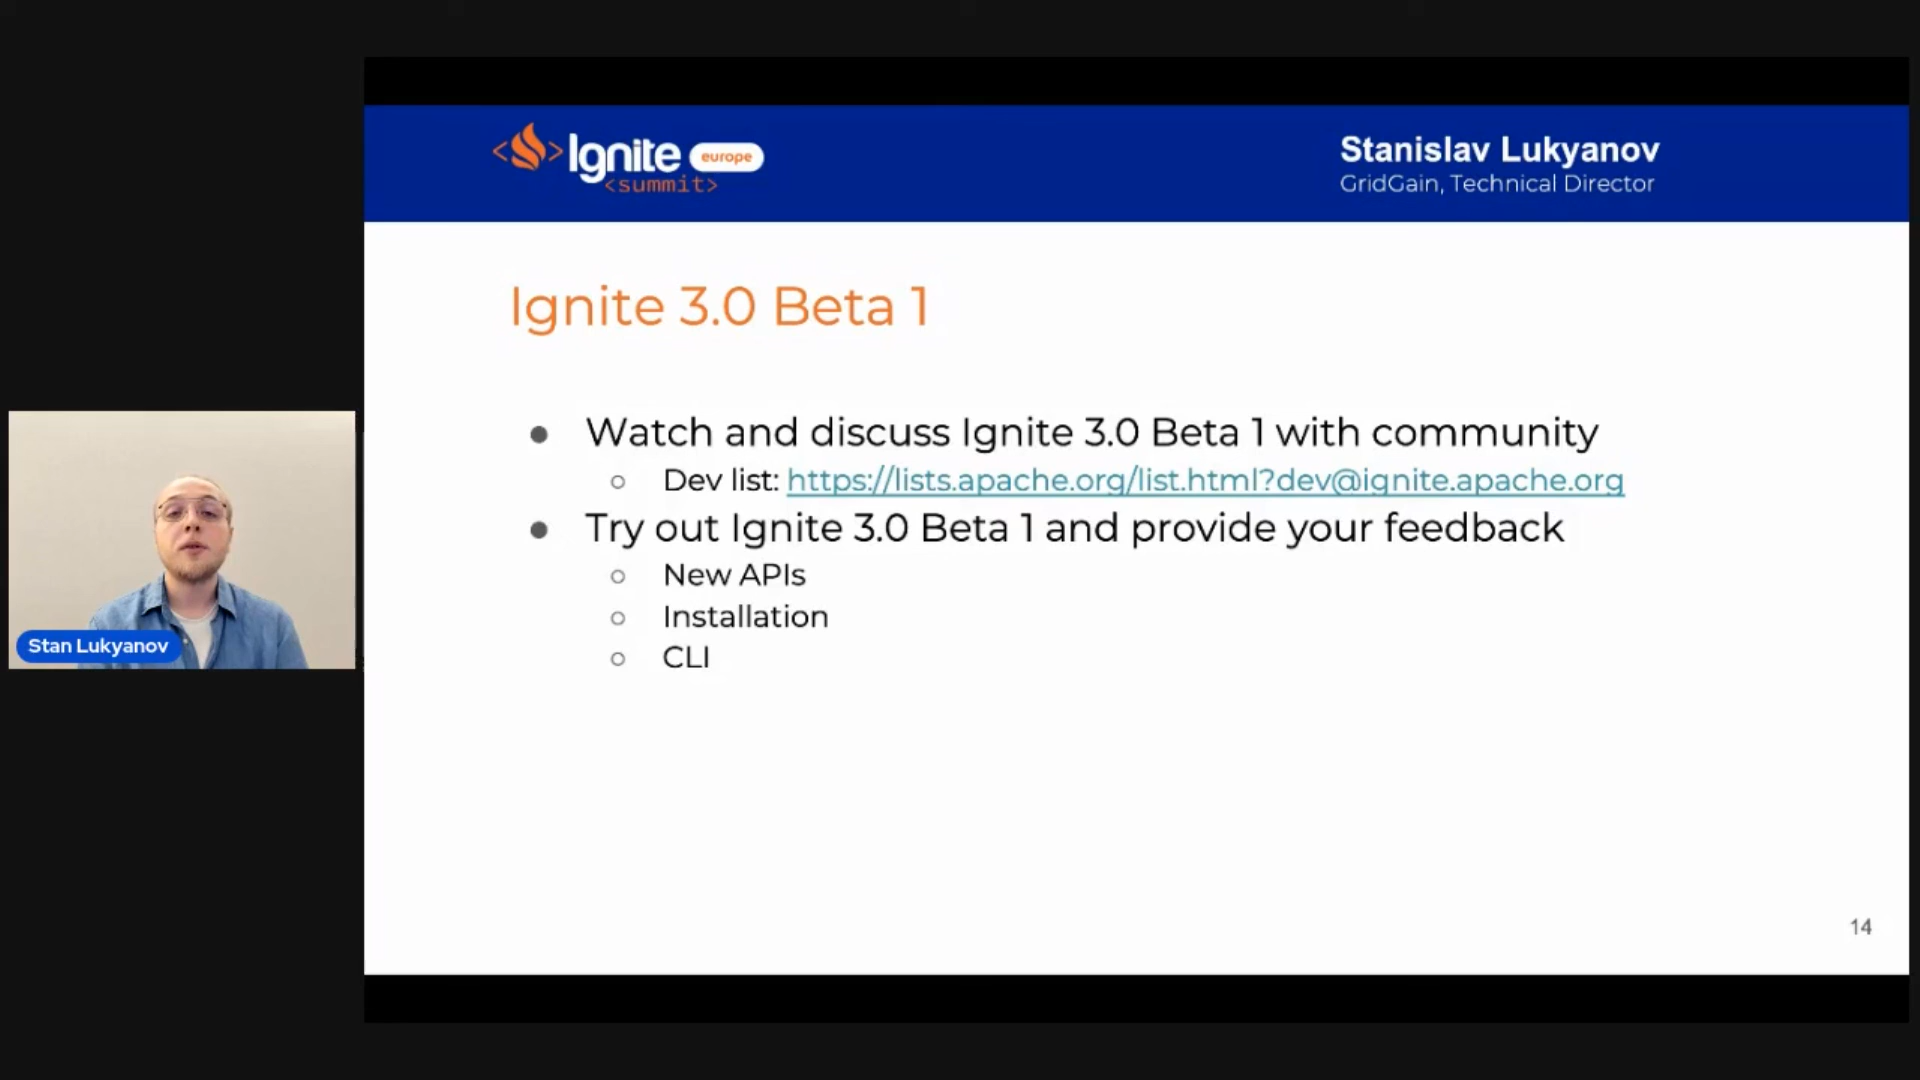 <Ignite europe
<summit>
Stanislav Lukyanov
GridGain, Technical Director
Ignite 3.0 Beta 1
● Watch and discuss Ignite 3.0 Beta 1 with community
○ Dev list: https://lists.apache.org/list.html?dev@ignite.apache.org
● Try out Ignite 3.0 Beta 1 and provide your feedback
○ New APIs
○ Installation
○ CLI
Stan Lukyanov
14